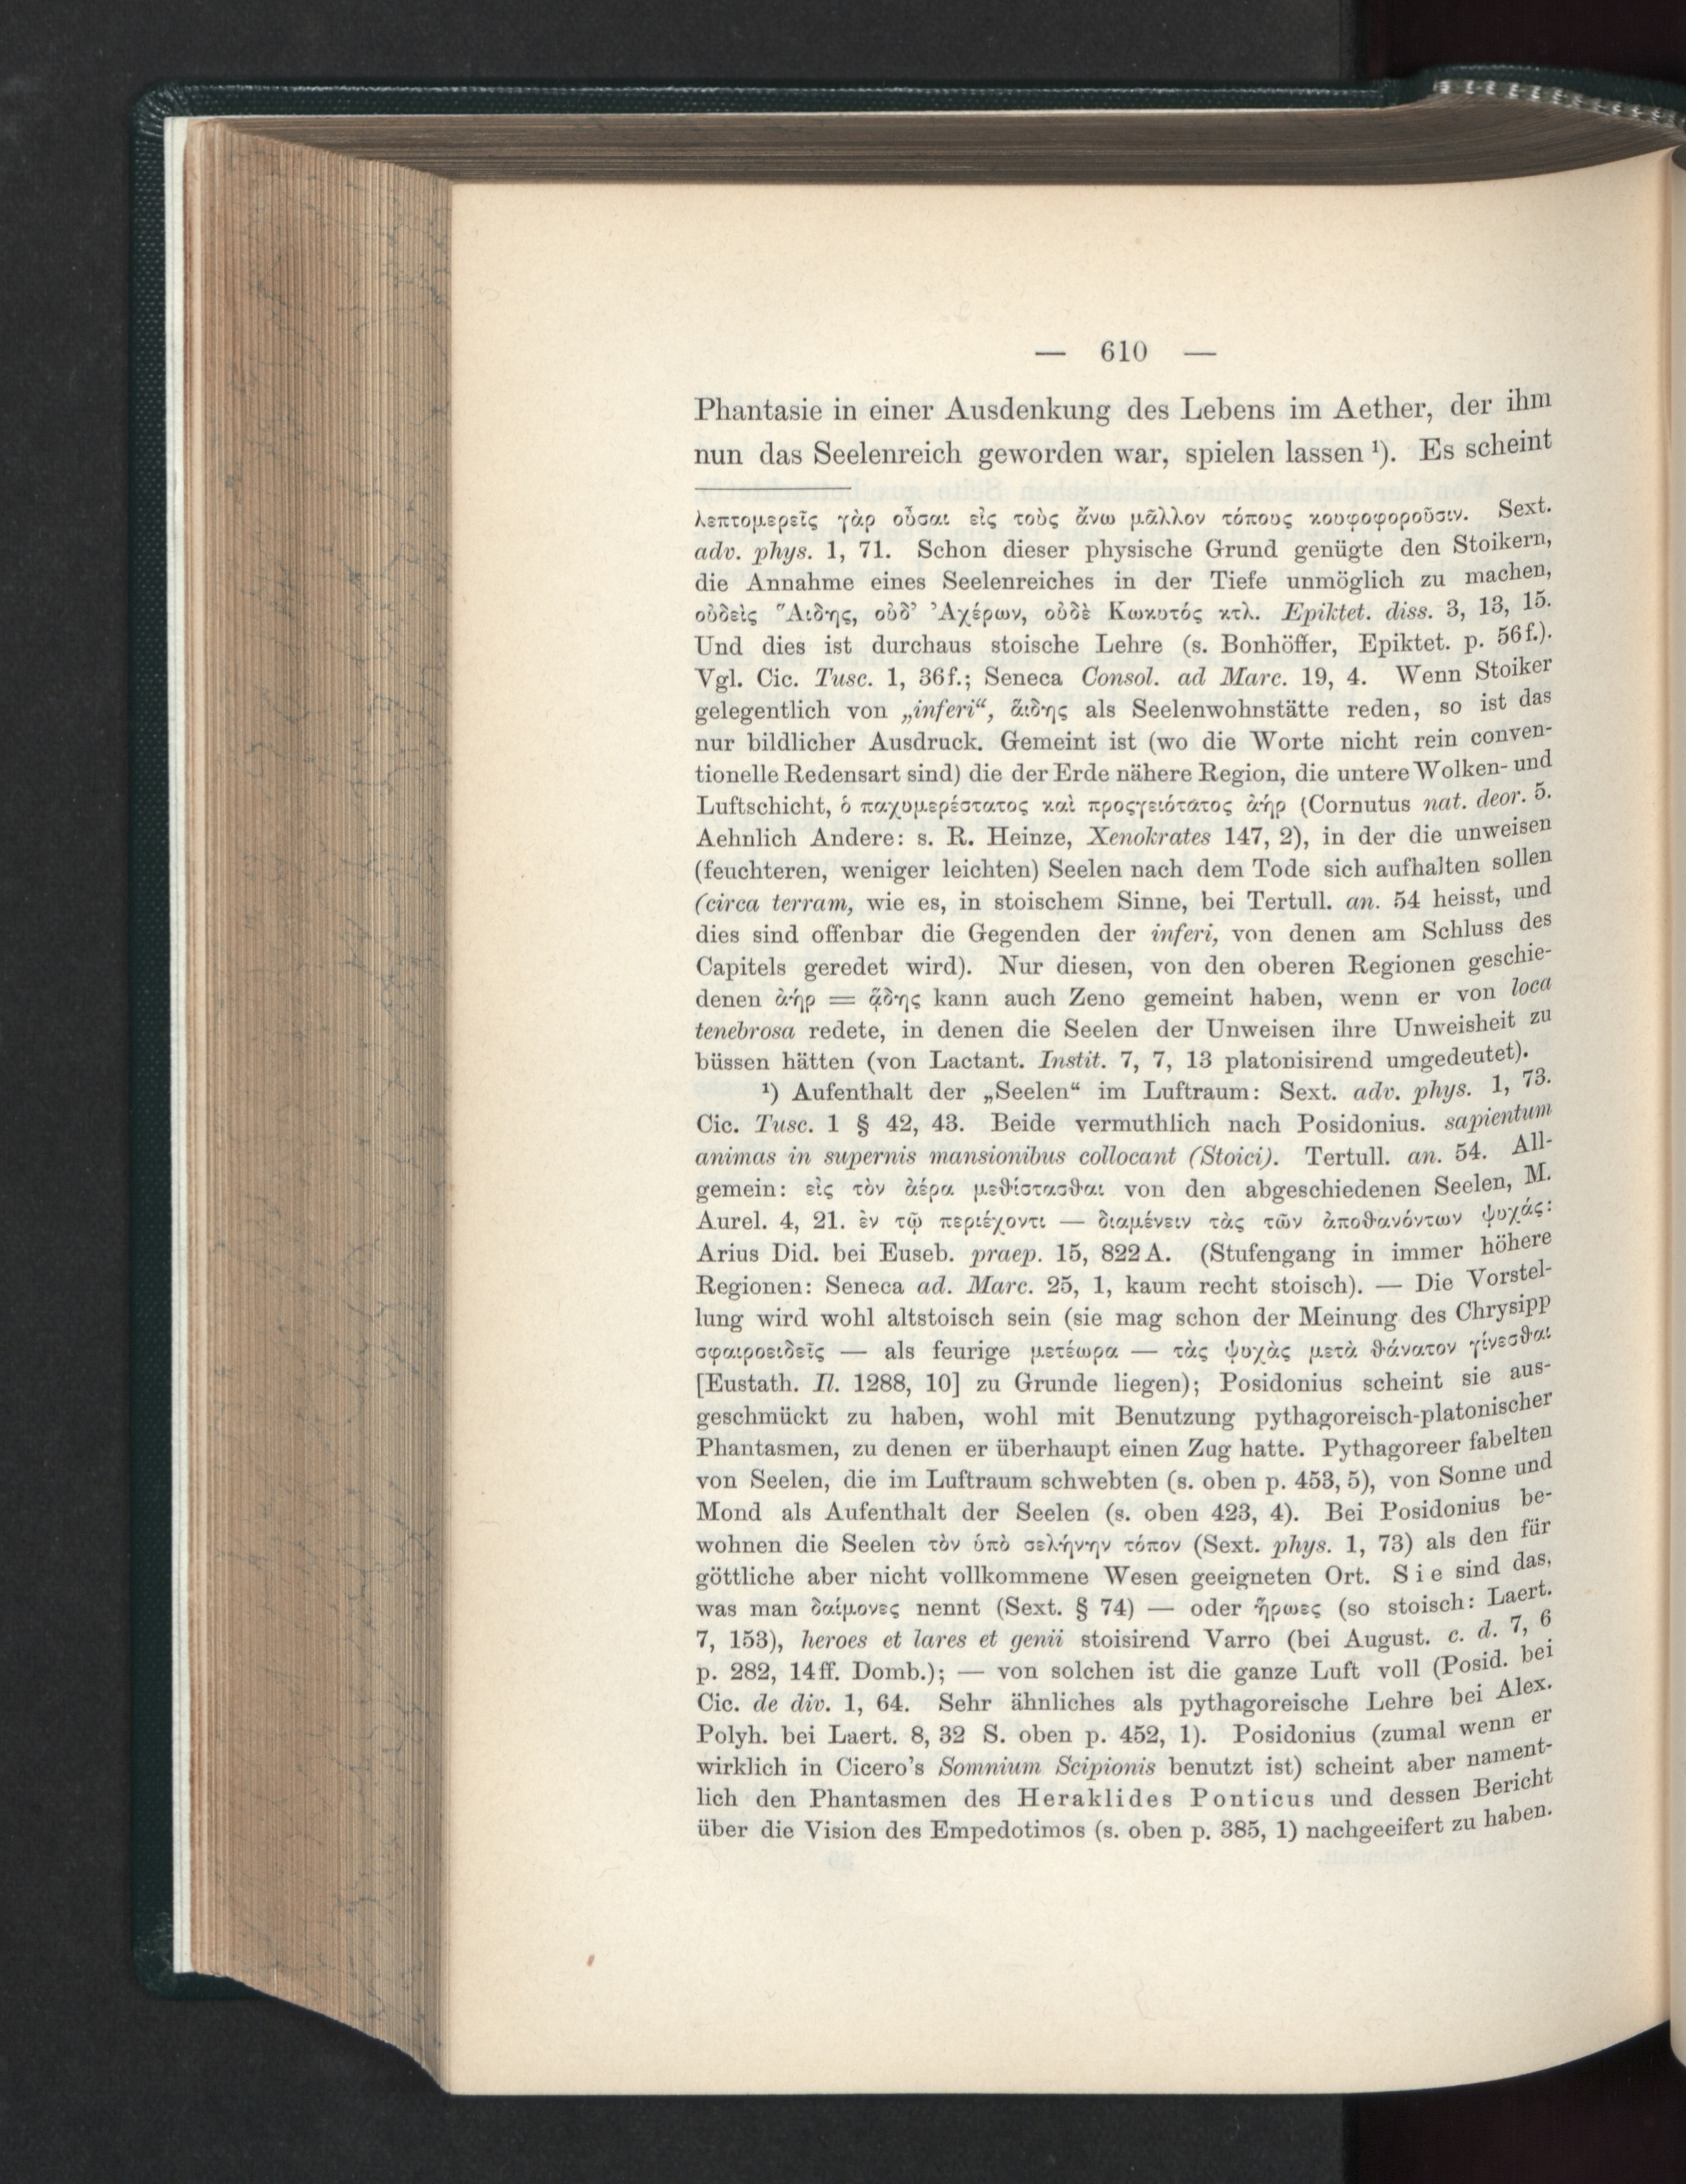 — 610 —
Phantasie in einer Ausdenkung des Lebens im Aether, der ihm
nun das Seelenreich geworden war, spielen lassen ¹). Es scheint
λεπτομερεῖς γὰρ οὖσαι εἰς τοὺς ἄνω μᾶλλον τόπους κουφοφοροῦσιν. Sext.
adv. phys. 1, 71. Schon dieser physische Grund genügte den Stoikern,
die Annahme eines Seelenreiches in der Tiefe unmöglich zu machen,
οὐδεὶς Ἅιδης, οὐδ’ Ἀχέρων, οὐδὲ Κωκυτός κτλ. Epiktet. diss. 3, 13, 15.
Und dies ist durchaus stoische Lehre (s. Bonhöffer, Epiktet. p. 56 f.).
Vgl. Cic. Tusc. 1, 36f.; Seneca Consol. ad Marc. 19, 4. Wenn Stoiker
gelegentlich von „inferi“, ἅιδης als Seelenwohnstätte reden, so ist das
nur bildlicher Ausdruck. Gemeint ist (wo die Worte nicht rein conven-
tionelle Redensart sind) die der Erde nähere Region, die untere Wolken- und
Luftschicht, ὁ παχυμερέστατος καὶ προςγειότατος ἀήρ (Cornutus nat. deor. 5.
Aehnlich Andere: s. R. Heinze, Xenokrates 147, 2), in der die unweisen
(feuchteren, weniger leichten) Seelen nach dem Tode sich aufhalten sollen
(circa terram, wie es, in stoischem Sinne, bei Tertull. an. 54 heisst, und
dies sind offenbar die Gegenden der inferi, von denen am Schluss des
Capitels geredet wird). Nur diesen, von den oberen Regionen geschie-
denen ἀήρ = ᾅδης kann auch Zeno gemeint haben, wenn er von loca
tenebrosa redete, in denen die Seelen der Unweisen ihre Unweisheit zu
büssen hätten (von Lactant. Instit. 7, 7, 13 platonisirend umgedeutet).
¹) Aufenthalt der „Seelen“ im Luftraum: Sext. adv. phys. 1, 73.
Cic. Tusc. 1 § 42, 43. Beide vermuthlich nach Posidonius. sapientum
animas in supernis mansionibus collocant (Stoici). Tertull. an. 54. All-
gemein: εἰς τὸν ἀέρα μεθίστασθαι von den abgeschiedenen Seelen, M.
Aurel. 4, 21. ἐν τῷ περιέχοντι — διαμένειν τὰς τῶν ἀποθανόντων ψυχάς:
Arius Did. bei Euseb. praep. 15, 822 A. (Stufengang in immer höhere
Regionen: Seneca ad. Marc. 25, 1, kaum recht stoisch). — Die Vorstel-
lung wird wohl altstoisch sein (sie mag schon der Meinung des Chrysipp
σφαιροειδεῖς — als feurige μετέωρα — τὰς ψυχὰς μετὰ θάνατον γίνεσθαι
[Eustath. Il. 1288, 10] zu Grunde liegen); Posidonius scheint sie aus-
geschmückt zu haben, wohl mit Benutzung pythagoreisch-platonischer
Phantasmen, zu denen er überhaupt einen Zug hatte. Pythagoreer fabelten
von Seelen, die im Luftraum schwebten (s. oben p. 453, 5), von Sonne und
Mond als Aufenthalt der Seelen (s. oben 423, 4). Bei Posidonius be-
wohnen die Seelen τὸν ὑπὸ σελήνην τόπον (Sext. phys. 1, 73) als den für
göttliche aber nicht vollkommene Wesen geeigneten Ort. Sie sind das,
was man δαίμονες nennt (Sext. § 74) — oder ἥρωες (so stoisch: Laert.
7, 153), heroes et lares et genii stoisirend Varro (bei August. c. d. 7, 6
p. 282, 14ff. Domb.); — von solchen ist die ganze Luft voll (Posid. bei
Cic. de div. 1, 64. Sehr ähnliches als pythagoreische Lehre bei Alex.
Polyh. bei Laert. 8, 32 S. oben p. 452, 1). Posidonius (zumal wenn er
wirklich in Cicero’s Somnium Scipionis benutzt ist) scheint aber nament-
lich den Phantasmen des Heraklides Ponticus und dessen Bericht
über die Vision des Empedotimos (s. oben p. 385, 1) nachgeeifert zu haben.